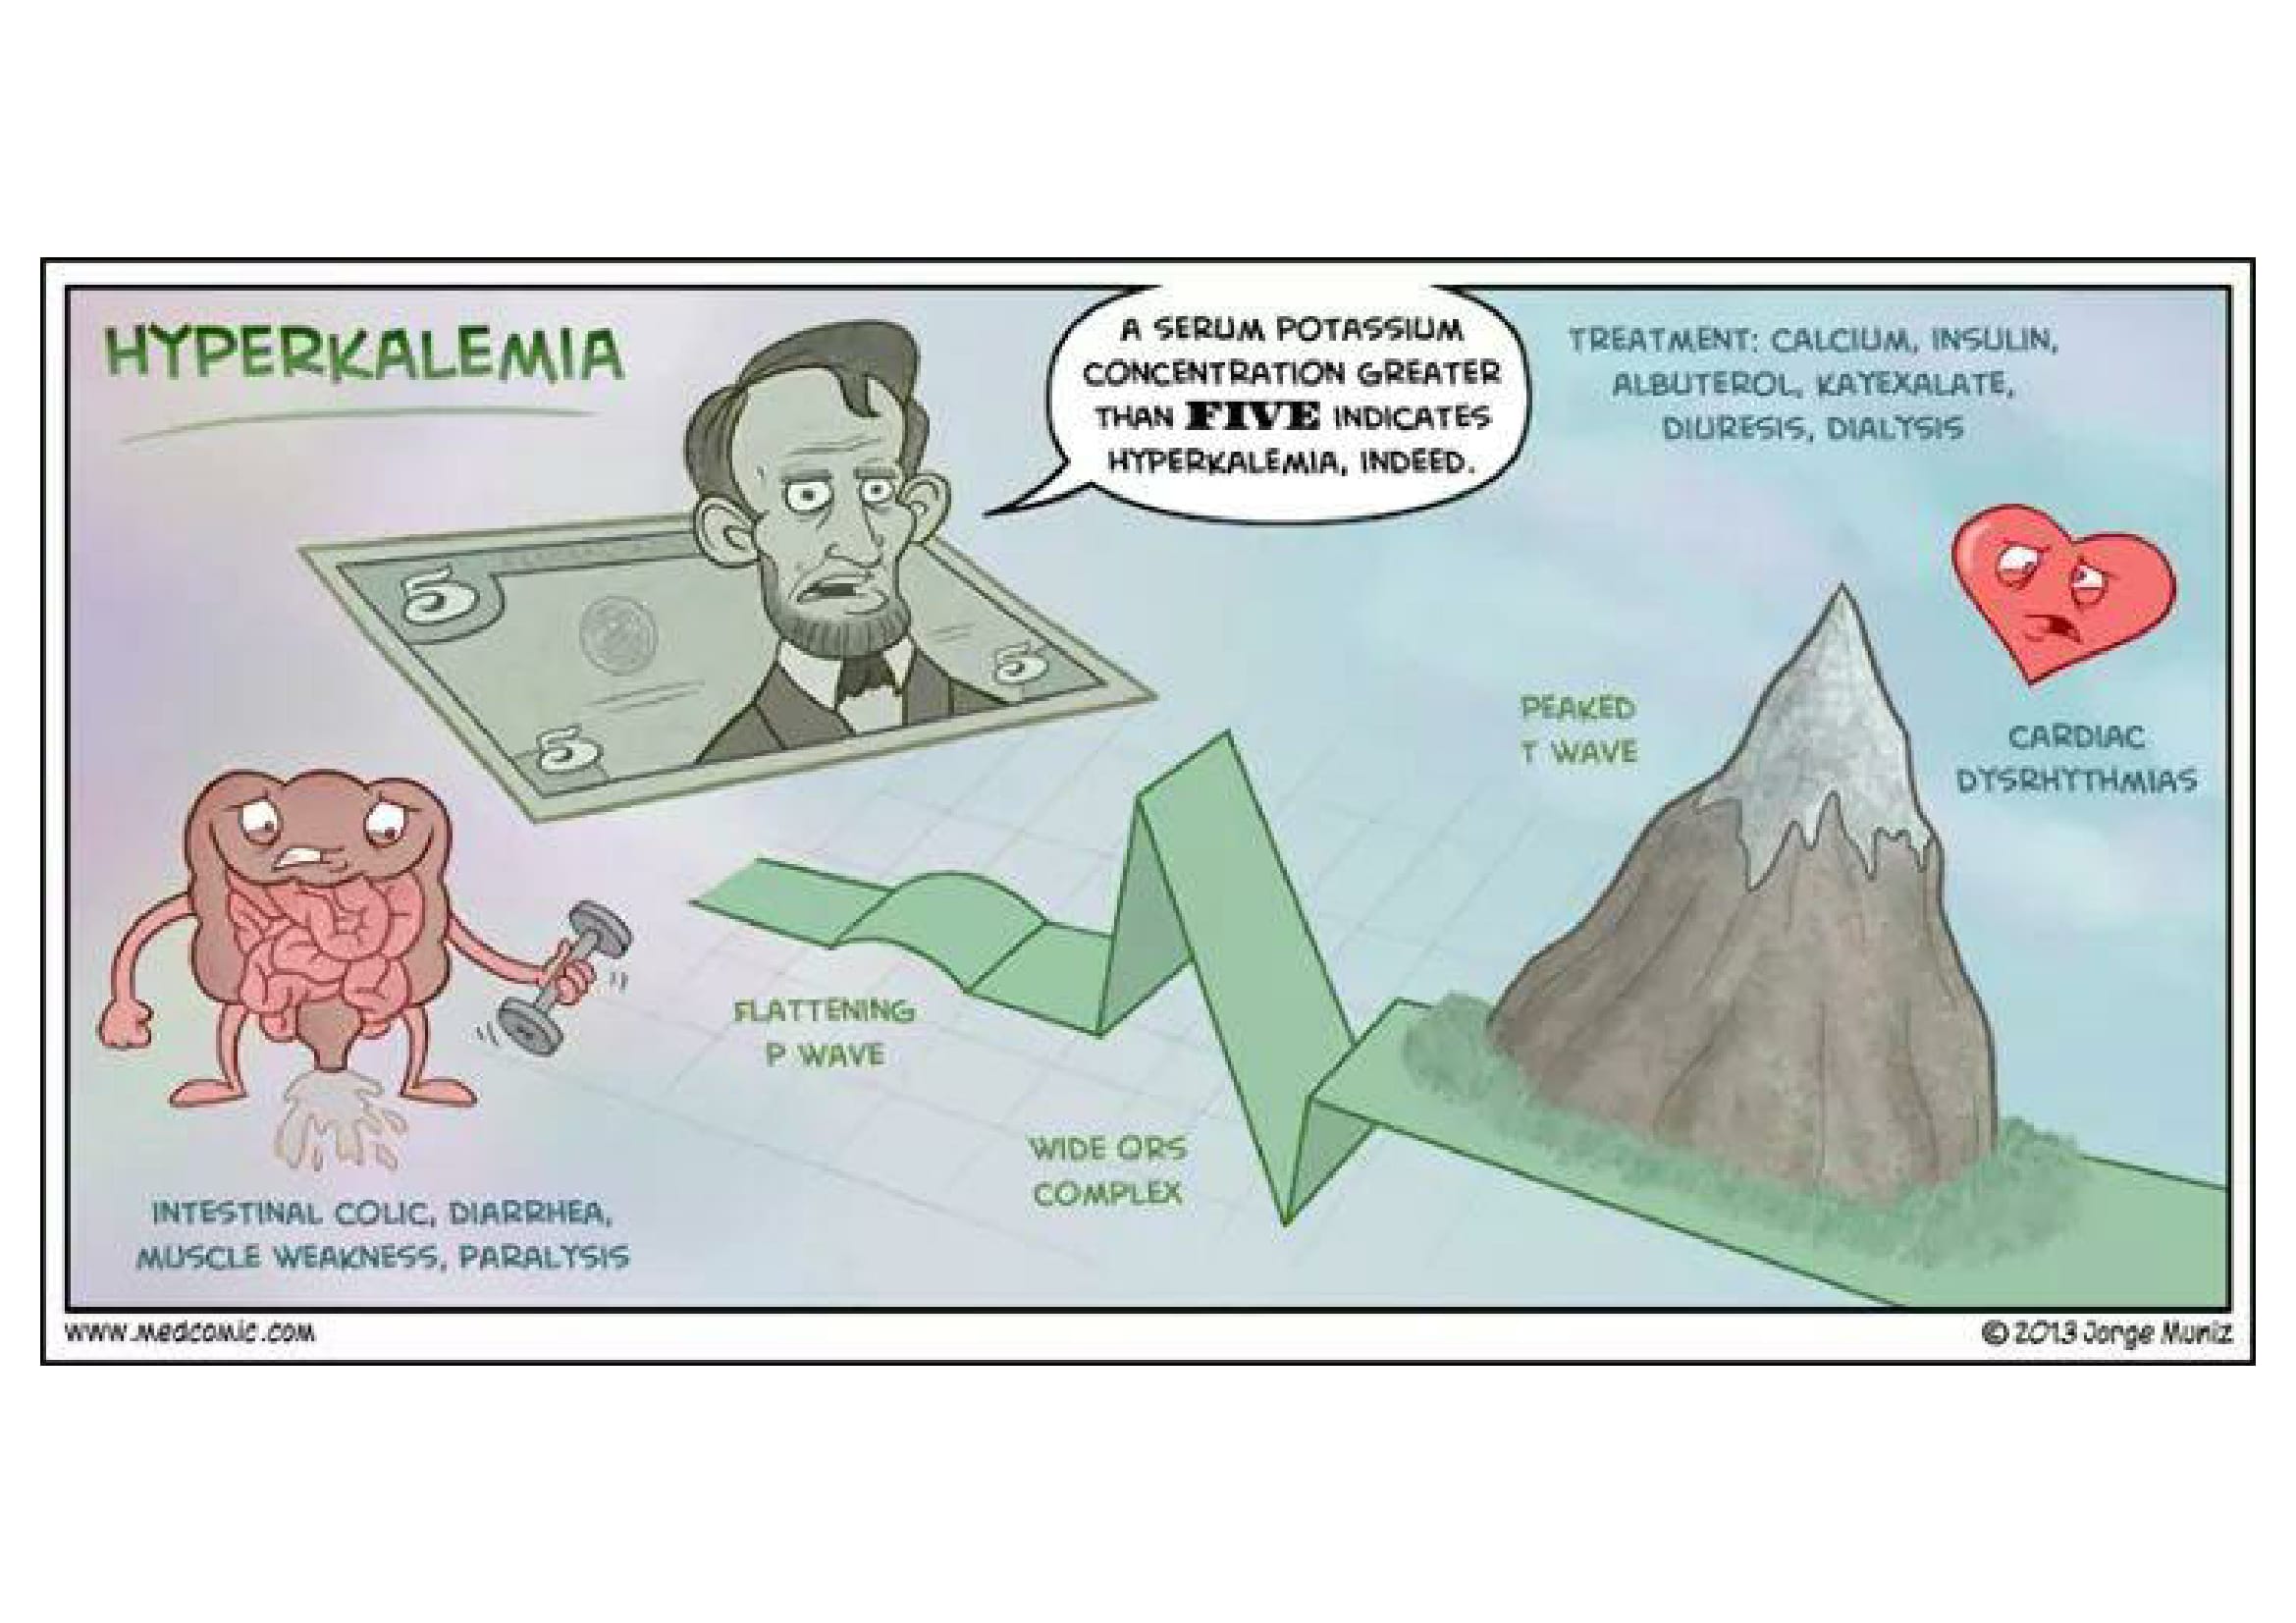 HYPERKALEMIA
A SERUM POTASSIUM
CONCENTRATION GREATER
THAN FIVE INDICATES
HYPERKALEMIA, INDEED.
TREATMENT: CALCIUM, INSULIN,
ALBUTEROL, KAYEXALATE,
DIURESIS, DIALYSIS
5
5
5
PEAKED
T WAVE
CARDIAC
DYSRHYTHMIAS
FLATTENING
P WAVE
WIDE QRS
COMPLEX
INTESTINAL COLIC, DIARRHEA,
MUSCLE WEAKNESS, PARALYSIS
www.medcomic.com
© 2013 Jorge Muniz